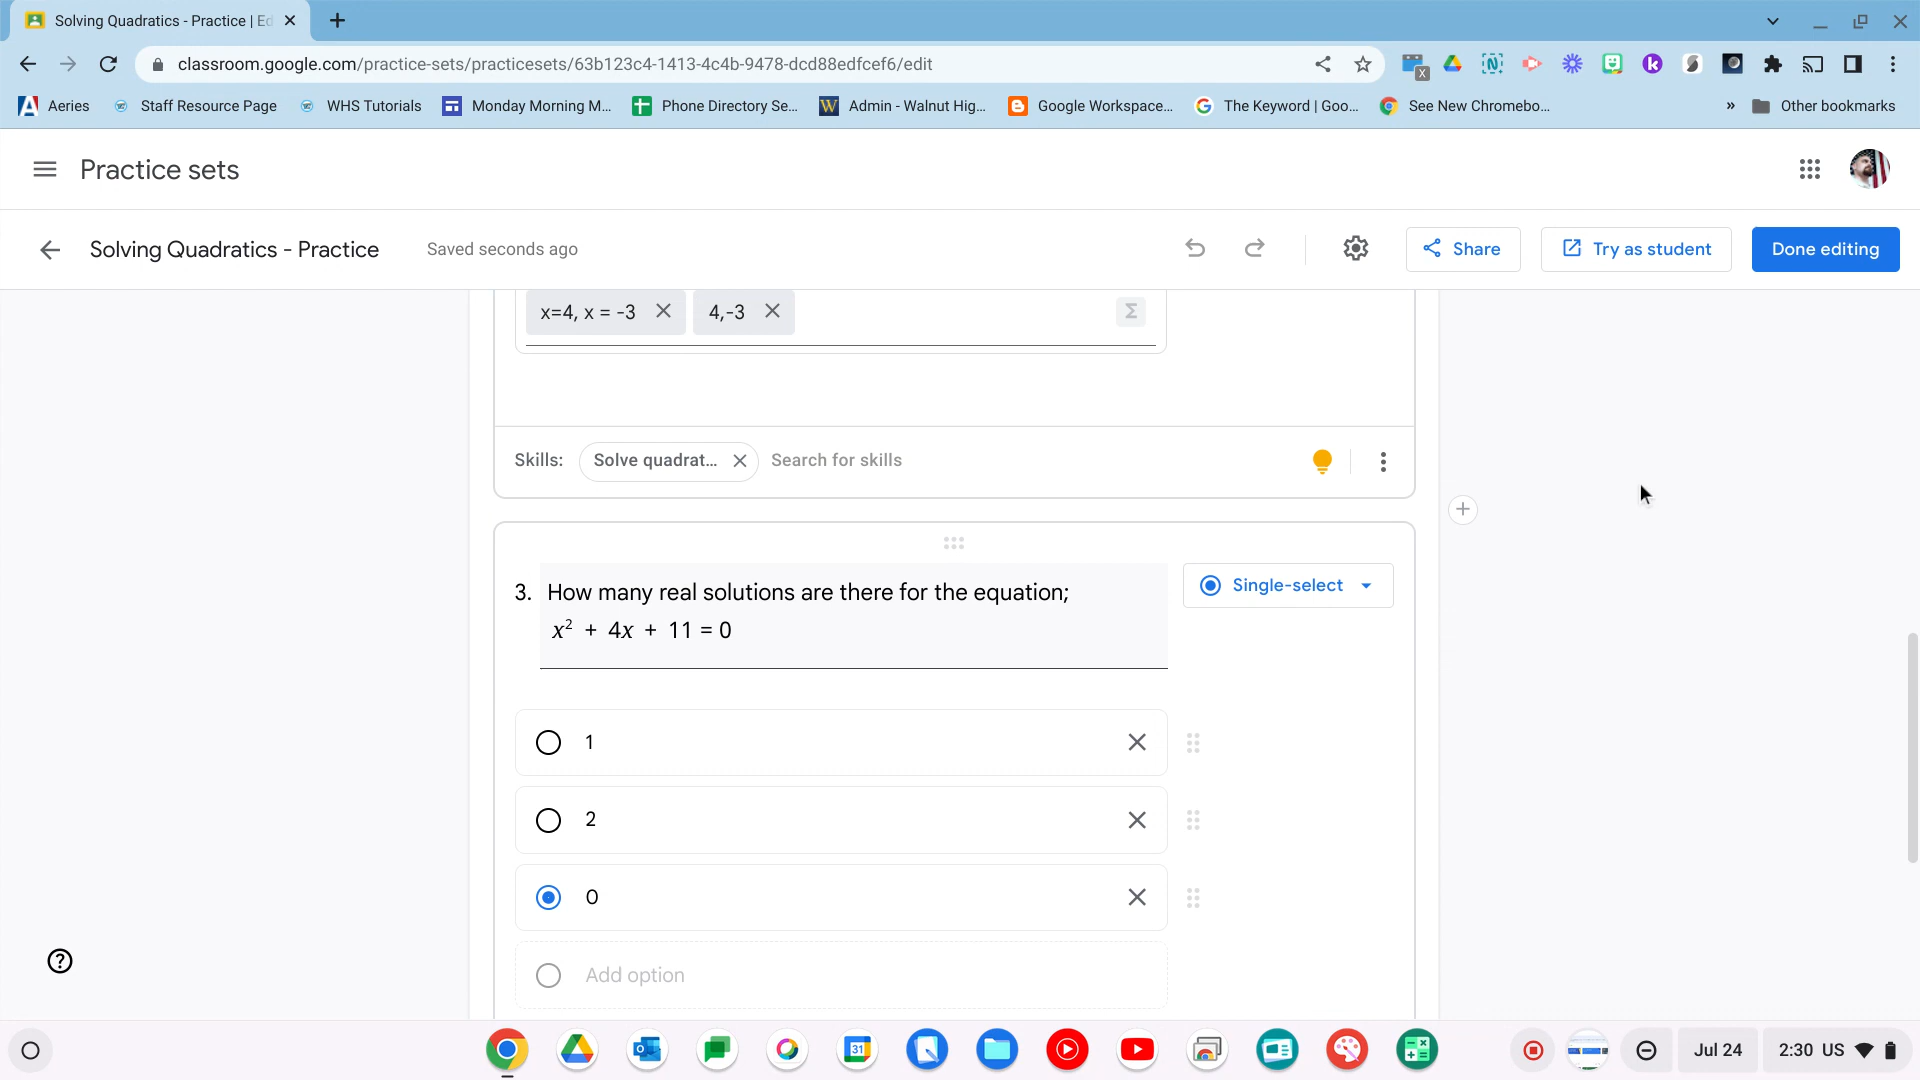 Solving Quadratics - Practice | Ed
classroom.google.com/practice-sets/practicesets/63b123c4-1413-4c4b-9478-dcd88edfcef6/edit
X
Aeries Staff Resource Page WHS Tutorials Monday Morning M... Phone Directory Se... Admin - Walnut Hig... Google Workspace... The Keyword | Goo... See New Chromebo... » Other bookmarks
Practice sets
Solving Quadratics - Practice Saved seconds ago Share Try as student Done editing
x=4, x = -3 4,-3 Σ
Skills: Solve quadrat... Search for skills
3. How many real solutions are there for the equation; Single-select
x² + 4x + 11 = 0
1
2
0
Add option
31 Jul 24 2:30 US